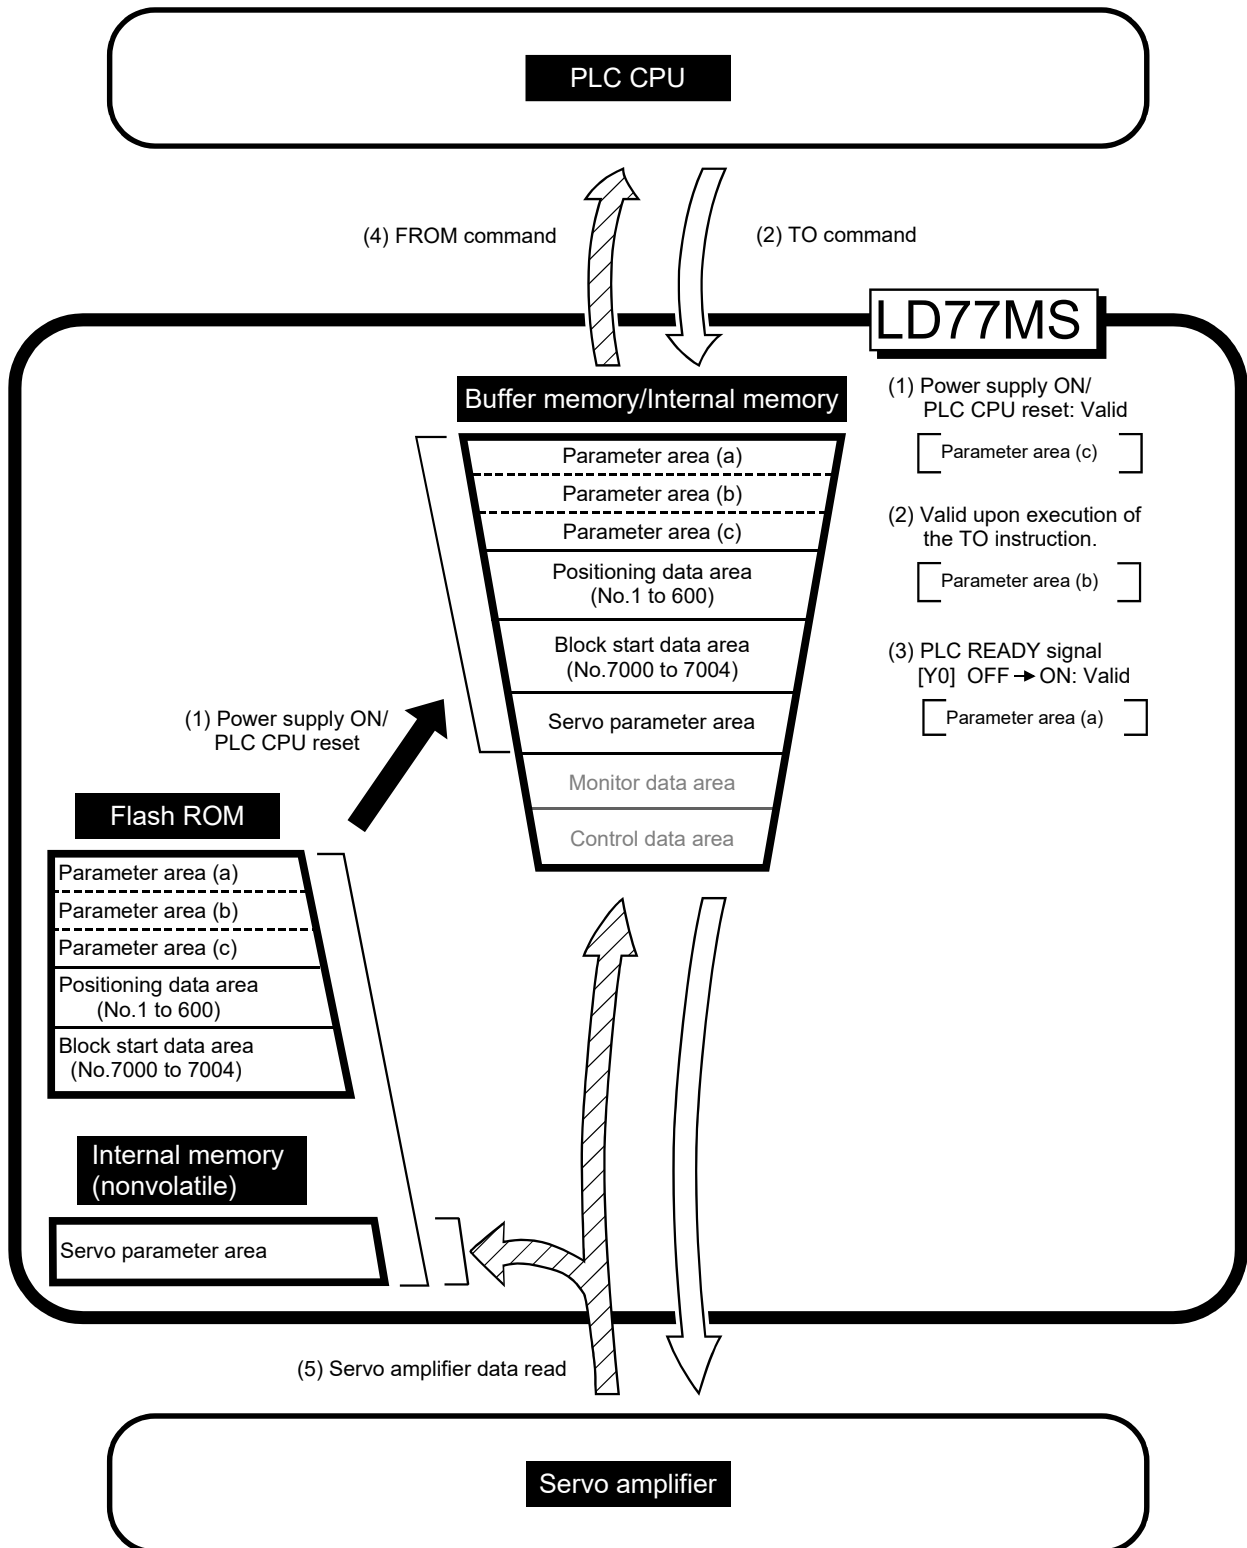 PLC CPU
(4) FROM command
(2) TO command
LD77MS
Buffer memory/Internal memory
Parameter area (a)
Parameter area (b)
Parameter area (c)
Positioning data area
(No.1 to 600)
Block start data area
(No.7000 to 7004)
Servo parameter area
Monitor data area
Control data area
(1) Power supply ON/
PLC CPU reset: Valid
Parameter area (c)
(2) Valid upon execution of
the TO instruction.
Parameter area (b)
(3) PLC READY signal
[Y0] OFF → ON: Valid
Parameter area (a)
(1) Power supply ON/
PLC CPU reset
Flash ROM
Parameter area (a)
Parameter area (b)
Parameter area (c)
Positioning data area
(No.1 to 600)
Block start data area
(No.7000 to 7004)
Internal memory
(nonvolatile)
Servo parameter area
(5) Servo amplifier data read
Servo amplifier